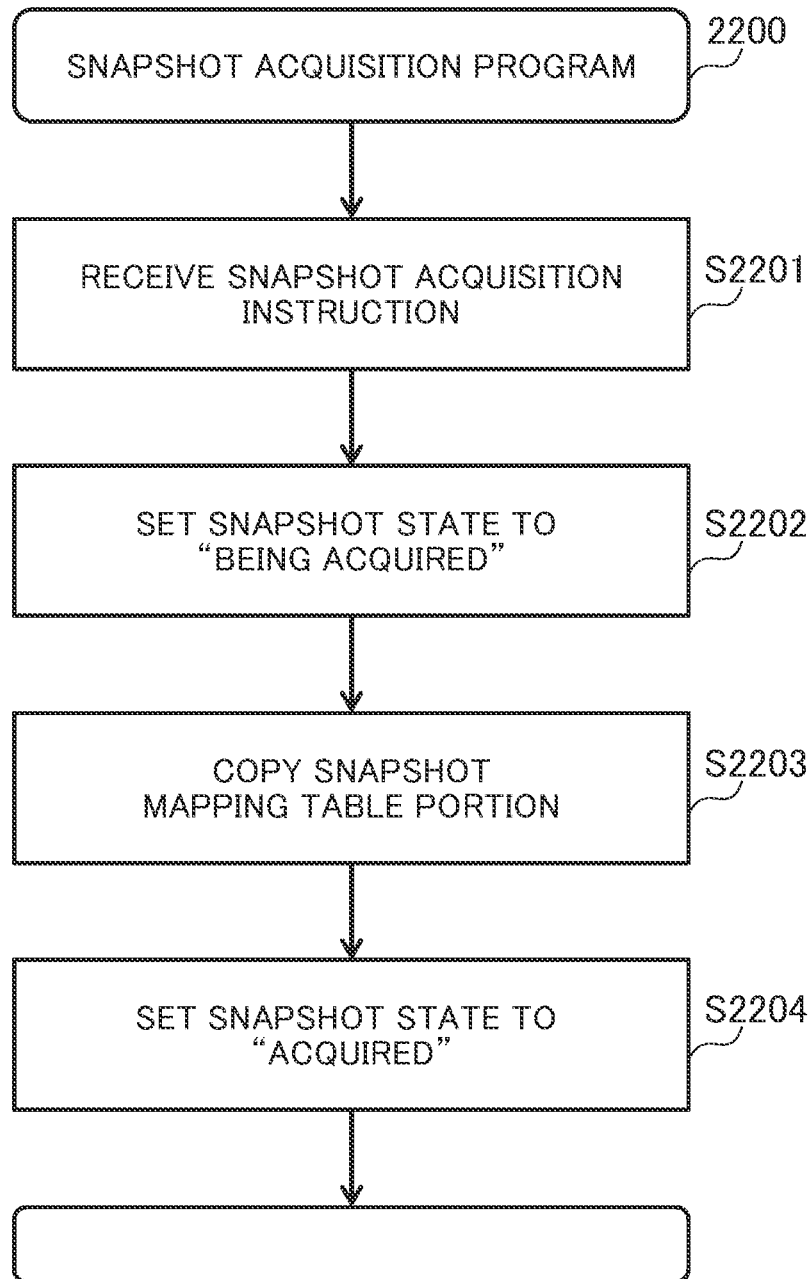 SNAPSHOT ACQUISITION PROGRAM
2200
RECEIVE SNAPSHOT ACQUISITION
INSTRUCTION
S2201
SET SNAPSHOT STATE TO
“BEING ACQUIRED”
S2202
COPY SNAPSHOT
MAPPING TABLE PORTION
S2203
SET SNAPSHOT STATE TO
“ACQUIRED”
S2204